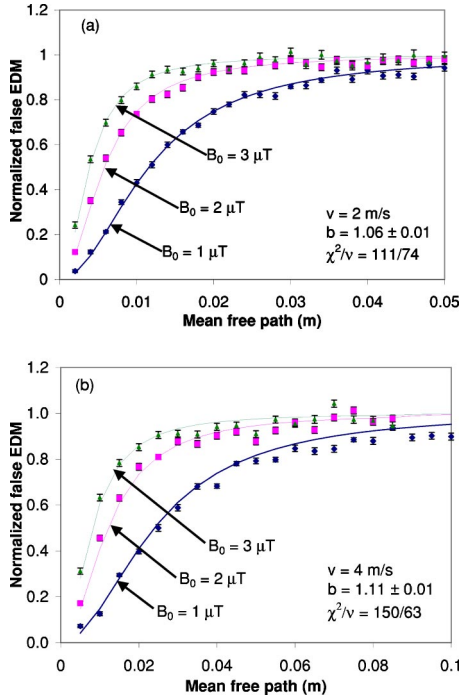 (a)
Normalized false EDM
1.2
1
0.8
0.6
0.4
0.2
0
B₀ = 3 μT
B₀ = 2 μT
B₀ = 1 μT
v = 2 m/s
b = 1.06 ± 0.01
χ²/ν = 111/74
0 0.01 0.02 0.03 0.04 0.05
Mean free path (m)
(b)
Normalized false EDM
1.2
1.0
0.8
0.6
0.4
0.2
0.0
B₀ = 3 μT
B₀ = 2 μT
B₀ = 1 μT
v = 4 m/s
b = 1.11 ± 0.01
χ²/ν = 150/63
0 0.02 0.04 0.06 0.08 0.1
Mean free path (m)